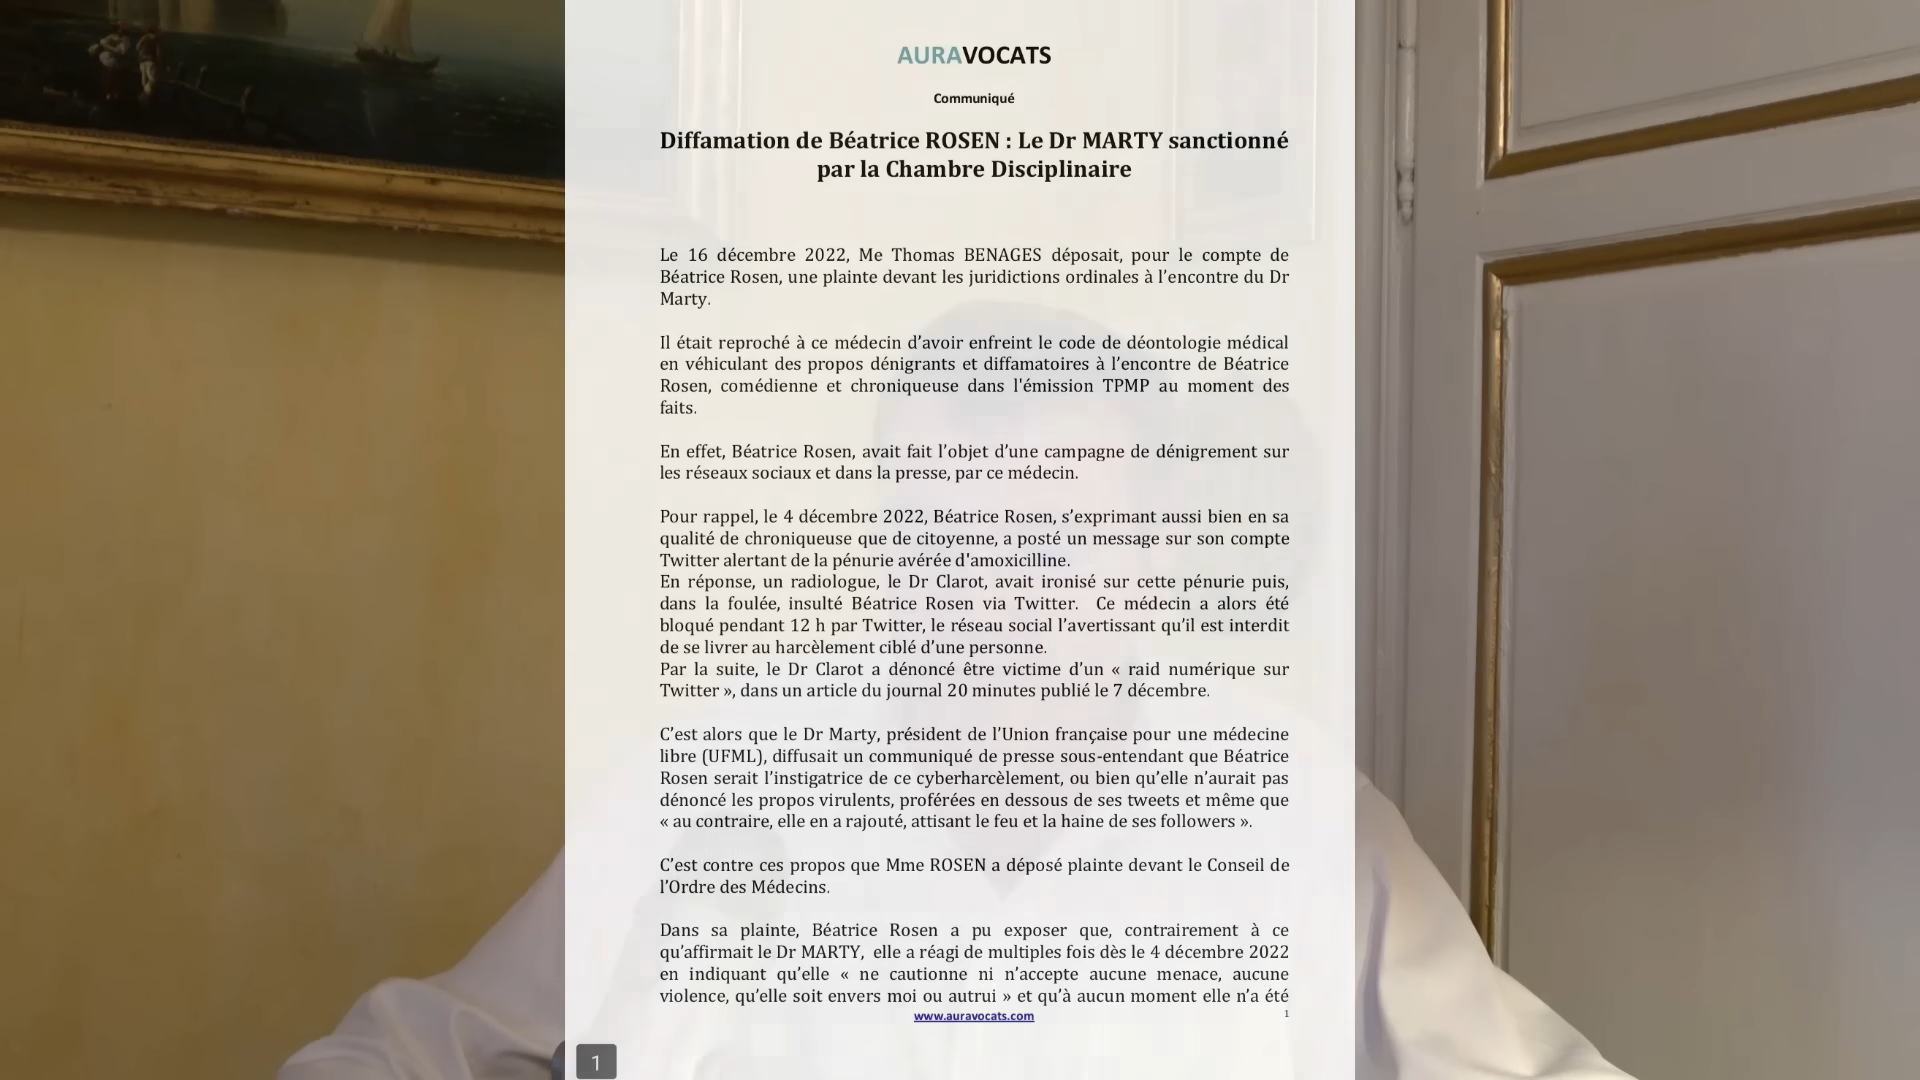 AURAVOCATS
Communiqué
Diffamation de Béatrice ROSEN : Le Dr MARTY sanctionné
par la Chambre Disciplinaire
Le 16 décembre 2022, Me Thomas BENAGES déposait, pour le compte de
Béatrice Rosen, une plainte devant les juridictions ordinales à l'encontre du Dr
Marty.
Il était reproché à ce médecin d'avoir enfreint le code de déontologie médical
en véhiculant des propos dénigrants et diffamatoires à l'encontre de Béatrice
Rosen, comédienne et chroniqueuse dans l'émission TPMP au moment des
faits.
En effet, Béatrice Rosen, avait fait l'objet d'une campagne de dénigrement sur
les réseaux sociaux et dans la presse, par ce médecin.
Pour rappel, le 4 décembre 2022, Béatrice Rosen, s'exprimant aussi bien en sa
qualité de chroniqueuse que de citoyenne, a posté un message sur son compte
Twitter alertant de la pénurie avérée d'amoxicilline.
En réponse, un radiologue, le Dr Clarot, avait ironisé sur cette pénurie puis,
dans la foulée, insulté Béatrice Rosen via Twitter. Ce médecin a alors été
bloqué pendant 12 h par Twitter, le réseau social l'avertissant qu'il est interdit
de se livrer au harcèlement ciblé d'une personne.
Par la suite, le Dr Clarot a dénoncé être victime d'un « raid numérique sur
Twitter », dans un article du journal 20 minutes publié le 7 décembre.
C'est alors que le Dr Marty, président de l'Union française pour une médecine
libre (UFML), diffusait un communiqué de presse sous-entendant que Béatrice
Rosen serait l'instigatrice de ce cyberharcèlement, ou bien qu'elle n'aurait pas
dénoncé les propos virulents, proférées en dessous de ses tweets et même que
« au contraire, elle en a rajouté, attisant le feu et la haine de ses followers ».
C'est contre ces propos que Mme ROSEN a déposé plainte devant le Conseil de
l'Ordre des Médecins.
Dans sa plainte, Béatrice Rosen a pu exposer que, contrairement à ce
qu'affirmait le Dr MARTY, elle a réagi de multiples fois dès le 4 décembre 2022
en indiquant qu'elle « ne cautionne ni n'accepte aucune menace, aucune
violence, qu'elle soit envers moi ou autrui » et qu'à aucun moment elle n'a été
www.auravocats.com
1
1